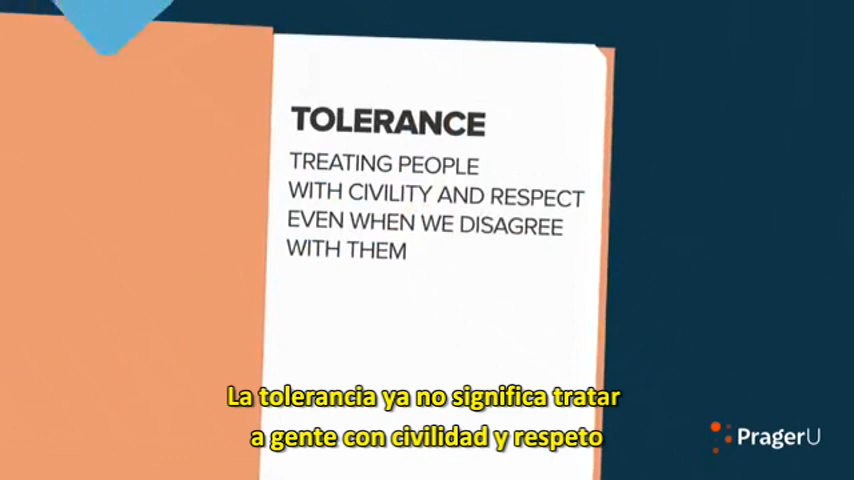 TOLERANCE
TREATING PEOPLE
WITH CIVILITY AND RESPECT
EVEN WHEN WE DISAGREE
WITH THEM
La tolerancia ya no significa tratar
a gente con civilidad y respeto
PragerU